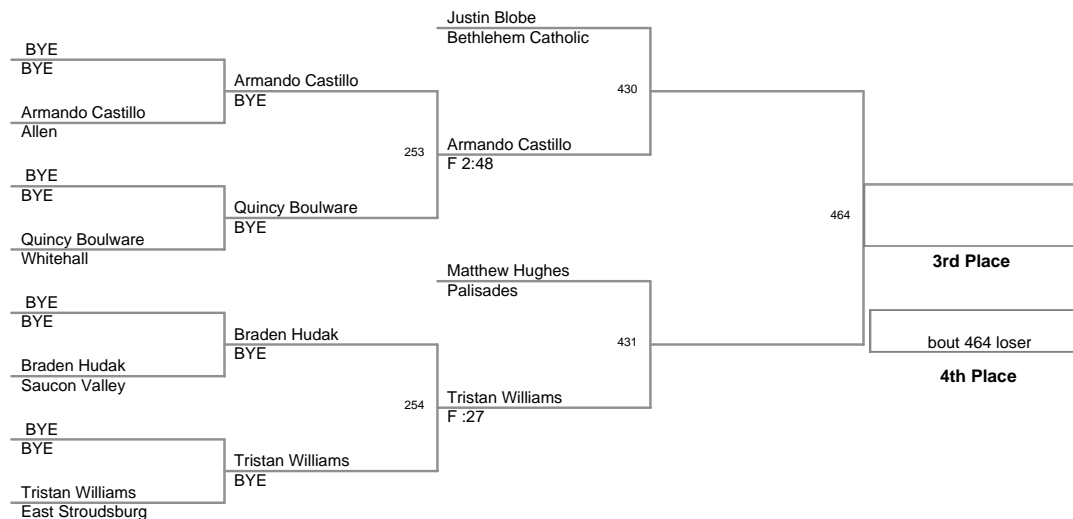 Justin Blobe
Bethlehem Catholic
BYE
BYE
Armando Castillo
BYE
430
Armando Castillo
Allen
Armando Castillo
F 2:48
253
BYE
BYE
Quincy Boulware
BYE
464
Quincy Boulware
Whitehall
3rd Place
Matthew Hughes
Palisades
BYE
BYE
Braden Hudak
BYE
431
bout 464 loser
4th Place
Braden Hudak
Saucon Valley
Tristan Williams
F :27
254
BYE
BYE
Tristan Williams
BYE
Tristan Williams
East Stroudsburg